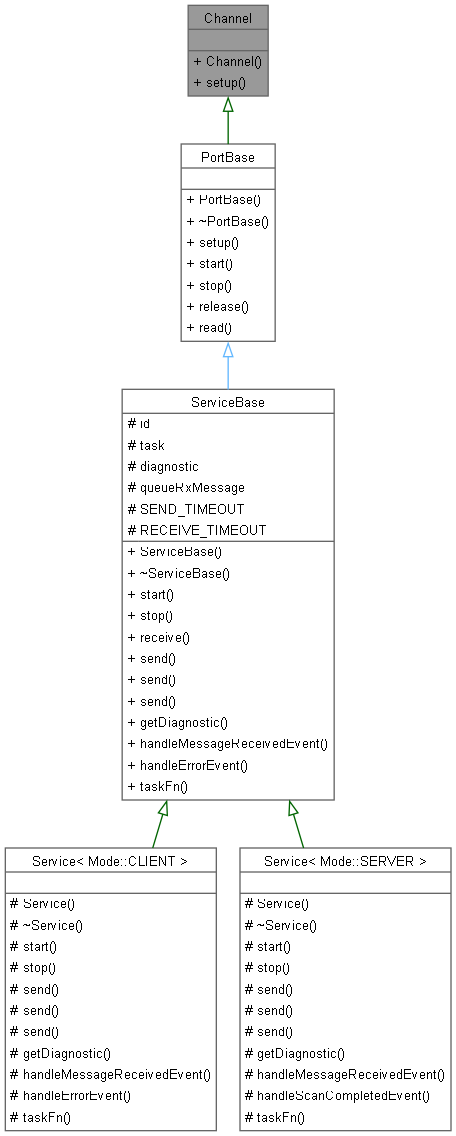 Channel
+ Channel()
+ setup()
PortBase
+ PortBase()
+ ~PortBase()
+ setup()
+ start()
+ stop()
+ release()
+ read()
ServiceBase
# id
# task
# diagnostic
# queueRxMessage
# SEND_TIMEOUT
# RECEIVE_TIMEOUT
+ ServiceBase()
+ ~ServiceBase()
+ start()
+ stop()
+ receive()
+ send()
+ send()
+ send()
+ getDiagnostic()
+ handleMessageReceivedEvent()
+ handleErrorEvent()
+ taskFn()
Service< Mode::CLIENT >
# Service()
# ~Service()
# start()
# stop()
# send()
# send()
# send()
# getDiagnostic()
# handleMessageReceivedEvent()
# handleErrorEvent()
# taskFn()
Service< Mode::SERVER >
# Service()
# ~Service()
# start()
# stop()
# send()
# send()
# send()
# getDiagnostic()
# handleMessageReceivedEvent()
# handleScanCompletedEvent()
# taskFn()